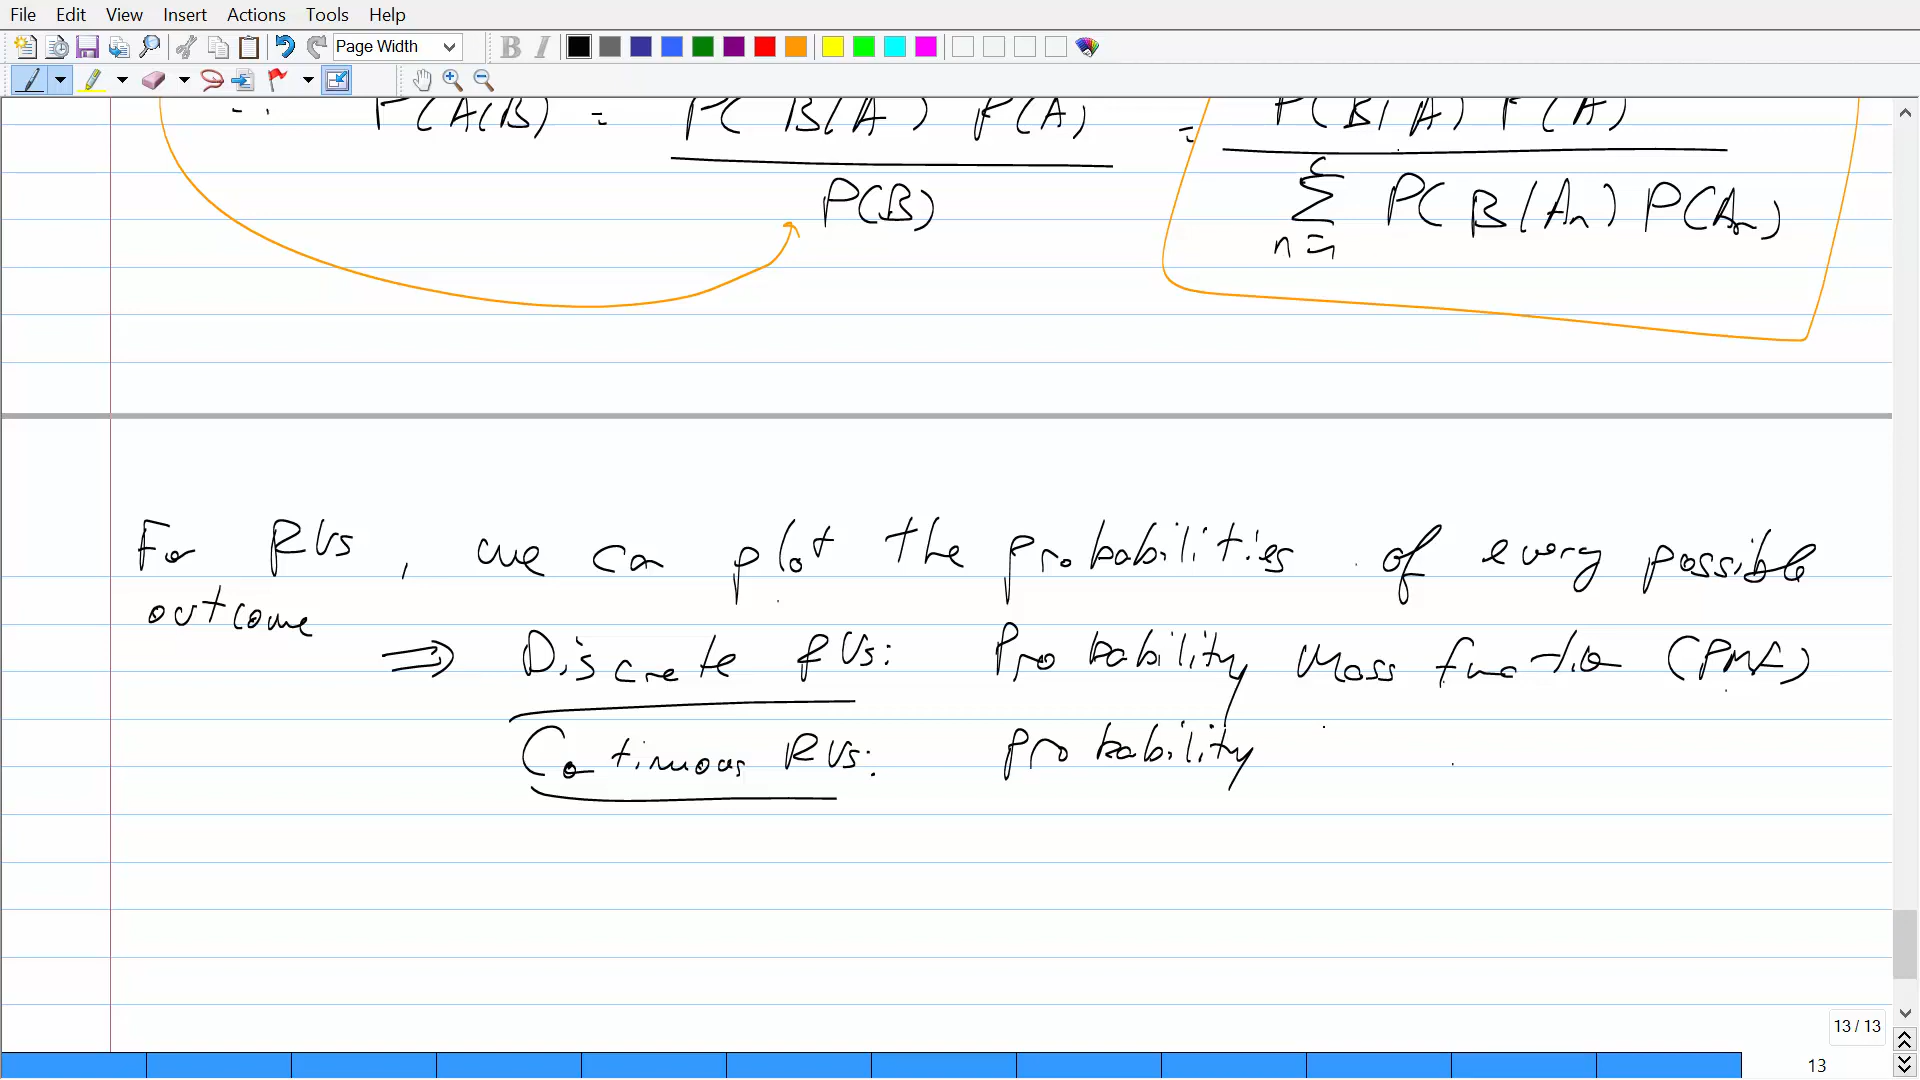 File Edit View Insert Actions Tools Help
Page Width
P(A/B) = P(B/A) P(A) = P(B/A) P(A)
P(B) Σ P(B/An) P(An)
n=1
For RVs, we can plot the probabilities of every possible
outcome
⇒ Discrete RVs: Probability Mass function (PMF)
Continuous RVs: Probability
13 / 13
13